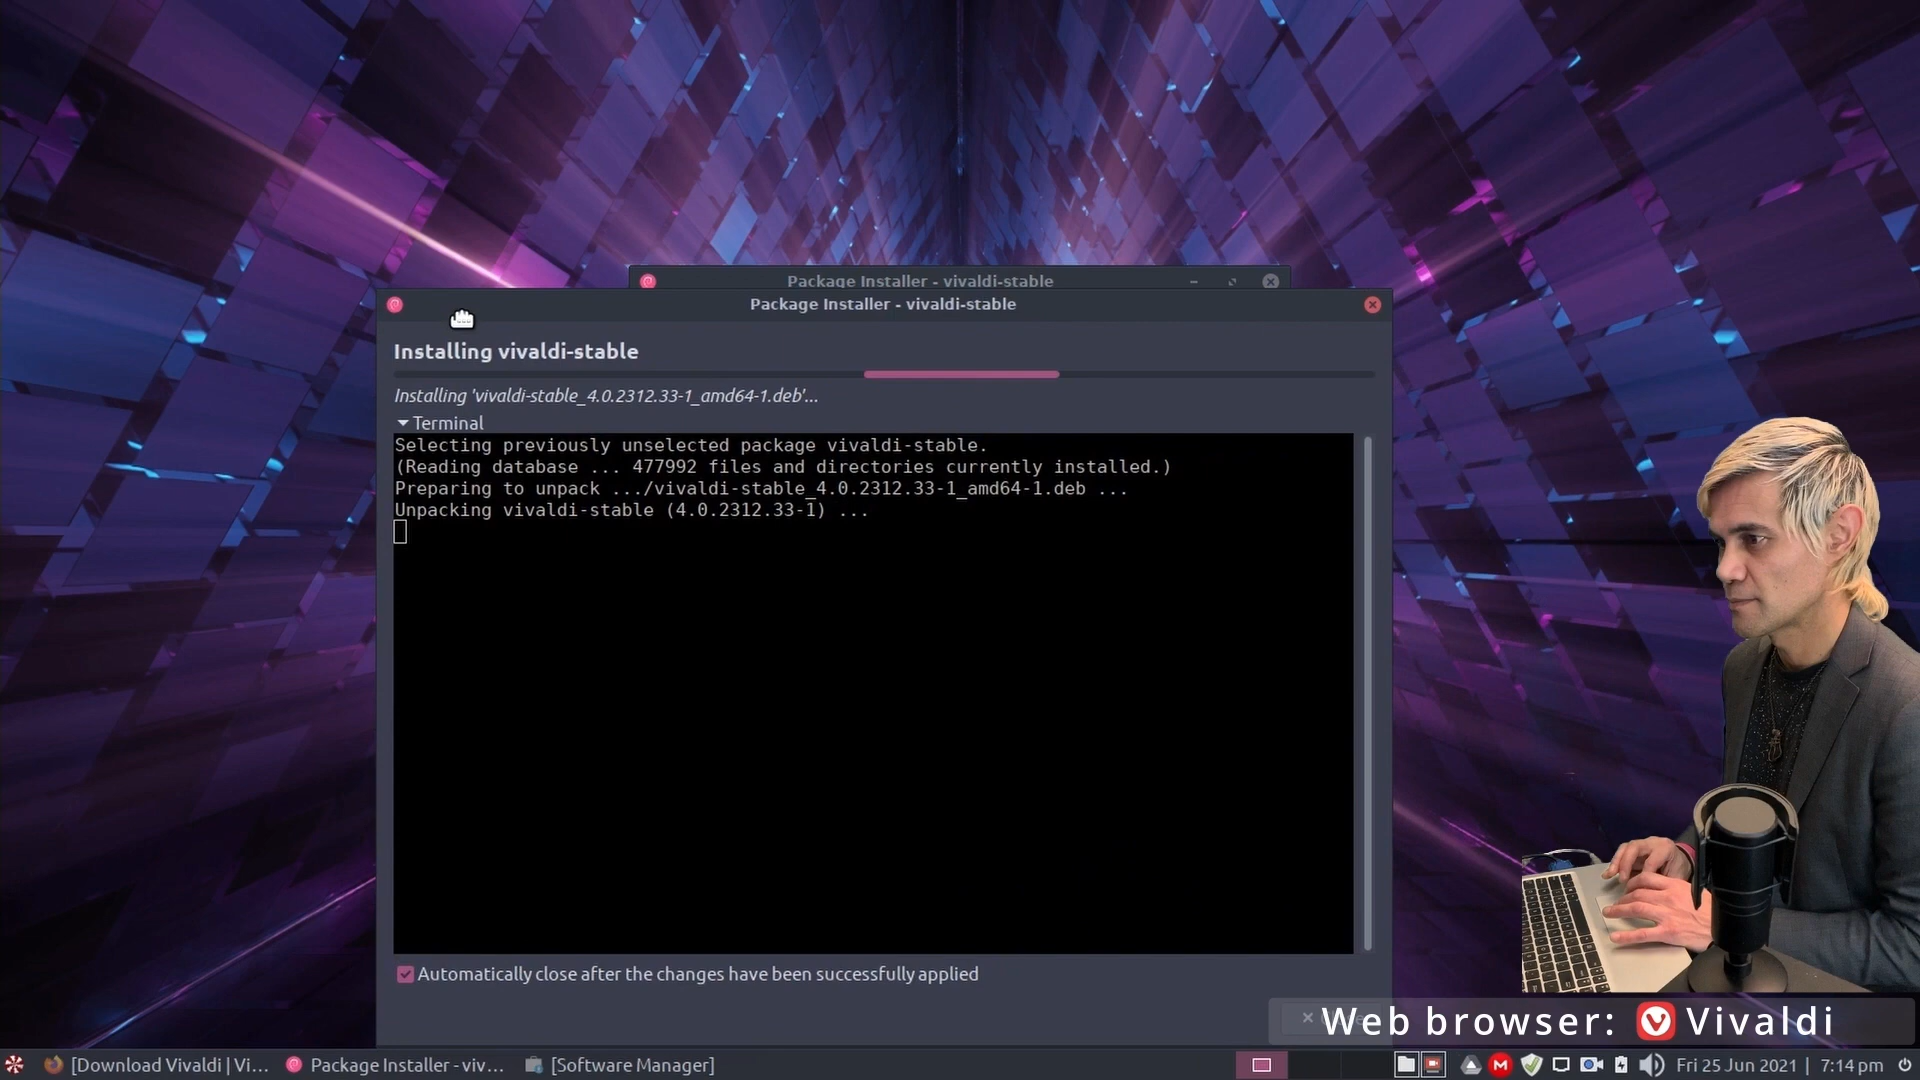 Package Installer - vivaldi-stable
Package Installer - vivaldi-stable
Installing vivaldi-stable
Installing 'vivaldi-stable_4.0.2312.33-1_amd64-1.deb'...
Terminal
Selecting previously unselected package vivaldi-stable.
(Reading database ... 477992 files and directories currently installed.)
Preparing to unpack .../vivaldi-stable_4.0.2312.33-1_amd64-1.deb ...
Unpacking vivaldi-stable (4.0.2312.33-1) ...
Automatically close after the changes have been successfully applied
Web browser: Vivaldi
[Download Vivaldi | Vi... Package Installer - viv... [Software Manager] Fri 25 Jun 2021 | 7:14 pm